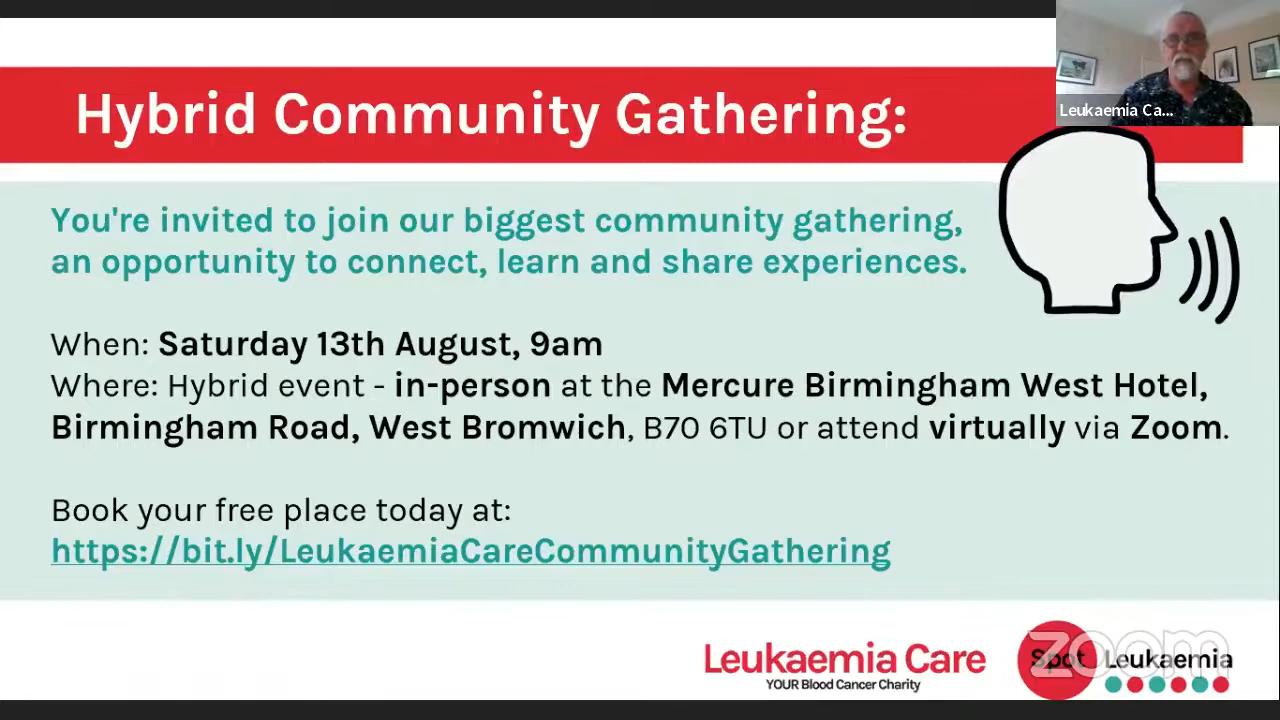 Hybrid Community Gathering:
Leukaemia Ca...
You're invited to join our biggest community gathering,
an opportunity to connect, learn and share experiences.
When: Saturday 13th August, 9am
Where: Hybrid event - in-person at the Mercure Birmingham West Hotel,
Birmingham Road, West Bromwich, B70 6TU or attend virtually via Zoom.
Book your free place today at:
https://bit.ly/LeukaemiaCareCommunityGathering
Leukaemia Care
YOUR Blood Cancer Charity
Spot Leukaemia
zoom